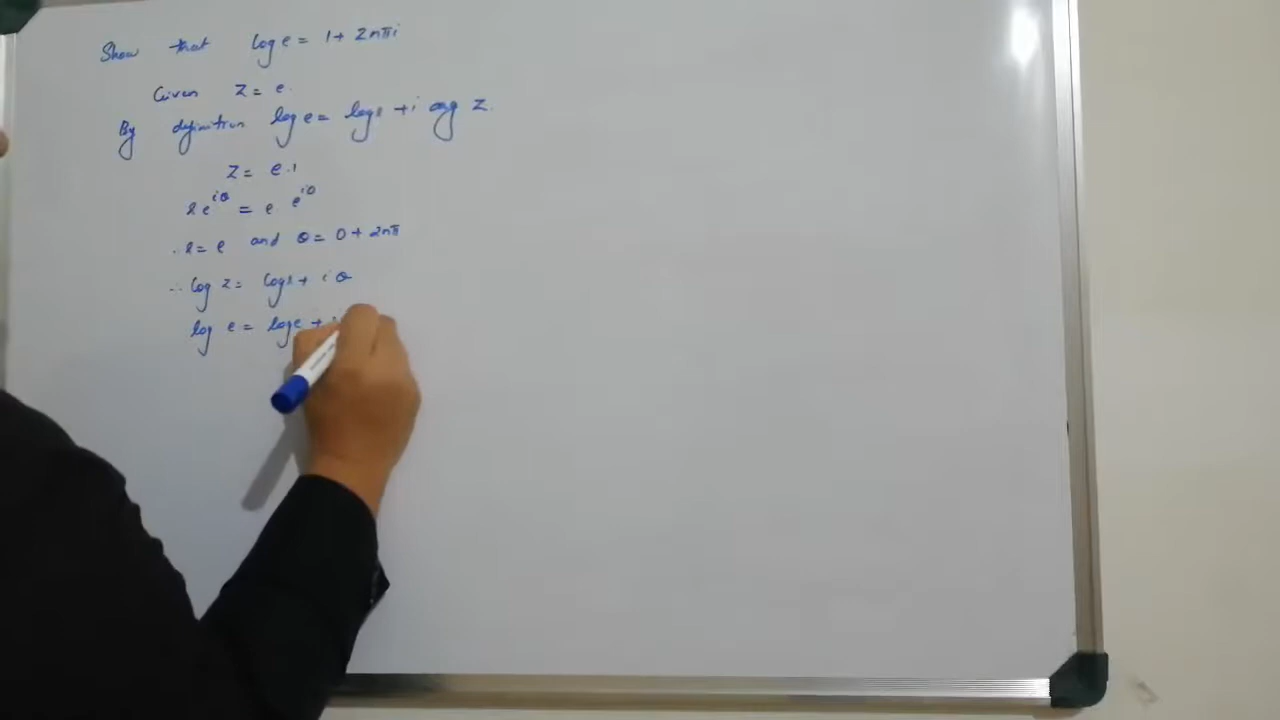 Show that log e = 1 + 2nπi
Given z = e.
By definition log e = log r + i arg z.
z = e.1
r e^{iθ} = e e^{i0}
∴ r = e and θ = 0 + 2nπ
∴ log z = log r + iθ
log e = log e + i